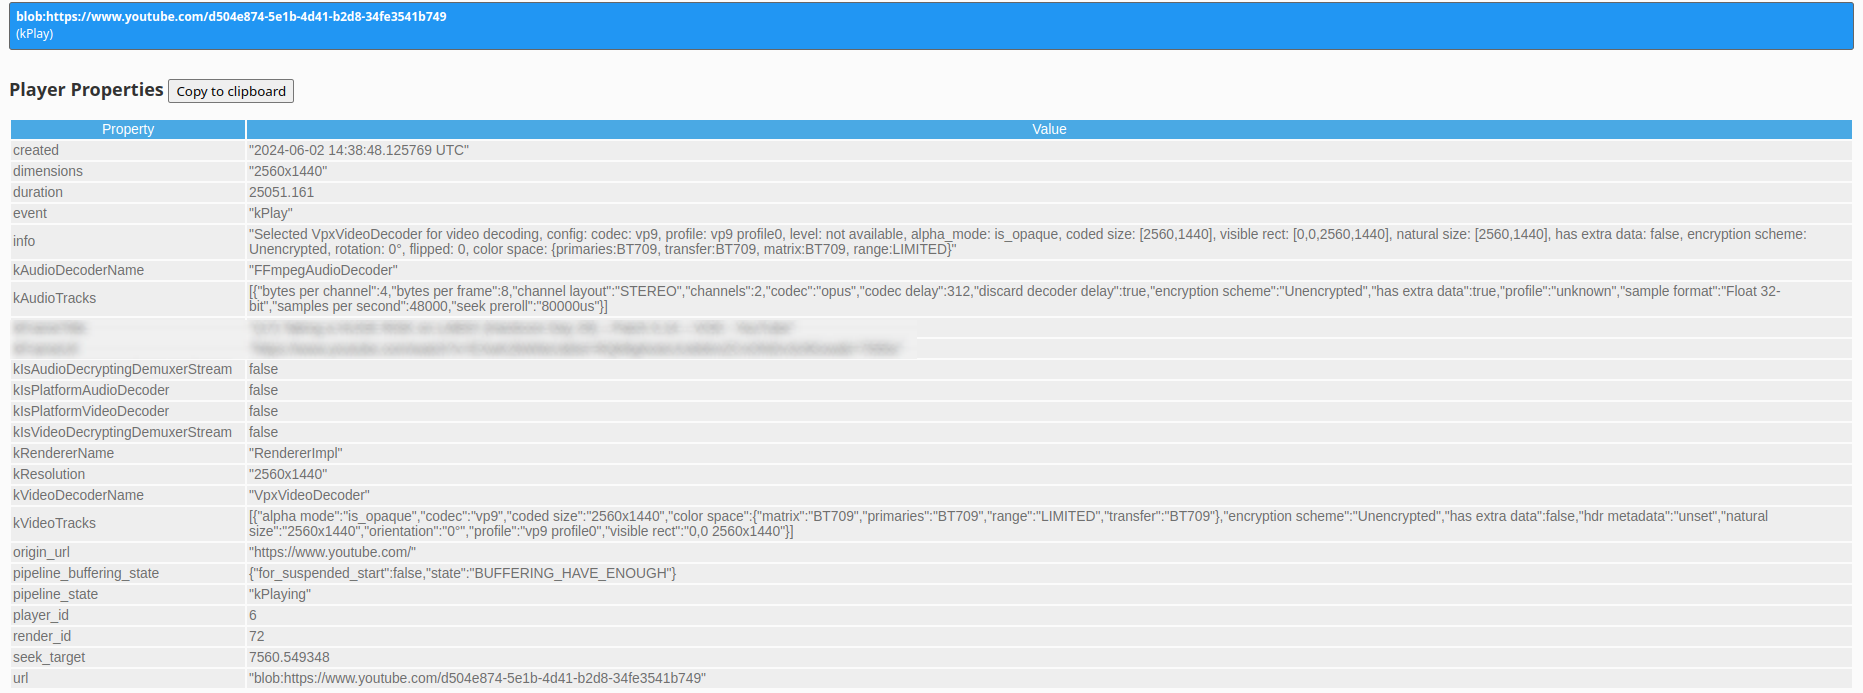 blob:https://www.youtube.com/d504e874-5e1b-4d41-b2d8-34fe3541b749
(kPlay)
Player Properties Copy to clipboard
Property Value
created "2024-06-02 14:38:48.125769 UTC"
dimensions "2560x1440"
duration 25051.161
event "kPlay"
info "Selected VpxVideoDecoder for video decoding, config: codec: vp9, profile: vp9 profile0, level: not available, alpha_mode: is_opaque, coded size: [2560,1440], visible rect: [0,0,2560,1440], natural size: [2560,1440], has extra data: false, encryption scheme:
Unencrypted, rotation: 0°, flipped: 0, color space: {primaries:BT709, transfer:BT709, matrix:BT709, range:LIMITED}"
kAudioDecoderName "FFmpegAudioDecoder"
kAudioTracks [{"bytes per channel":4,"bytes per frame":8,"channel layout":"STEREO","channels":2,"codec":"opus","codec delay":312,"discard decoder delay":true,"encryption scheme":"Unencrypted","has extra data":true,"profile":"unknown","sample format":"Float 32-
bit","samples per second":48000,"seek preroll":"80000us"}]
kIsAudioDecryptingDemuxerStream false
kIsPlatformAudioDecoder false
kIsPlatformVideoDecoder false
kIsVideoDecryptingDemuxerStream false
kRendererName "RendererImpl"
kResolution "2560x1440"
kVideoDecoderName "VpxVideoDecoder"
kVideoTracks [{"alpha mode":"is_opaque","codec":"vp9","coded size":"2560x1440","color space":{"matrix":"BT709","primaries":"BT709","range":"LIMITED","transfer":"BT709"},"encryption scheme":"Unencrypted","has extra data":false,"hdr metadata":"unset","natural
size":"2560x1440","orientation":"0°","profile":"vp9 profile0","visible rect":"0,0 2560x1440"}]
origin_url "https://www.youtube.com/"
pipeline_buffering_state {"for_suspended_start":false,"state":"BUFFERING_HAVE_ENOUGH"}
pipeline_state "kPlaying"
player_id 6
render_id 72
seek_target 7560.549348
url "blob:https://www.youtube.com/d504e874-5e1b-4d41-b2d8-34fe3541b749"